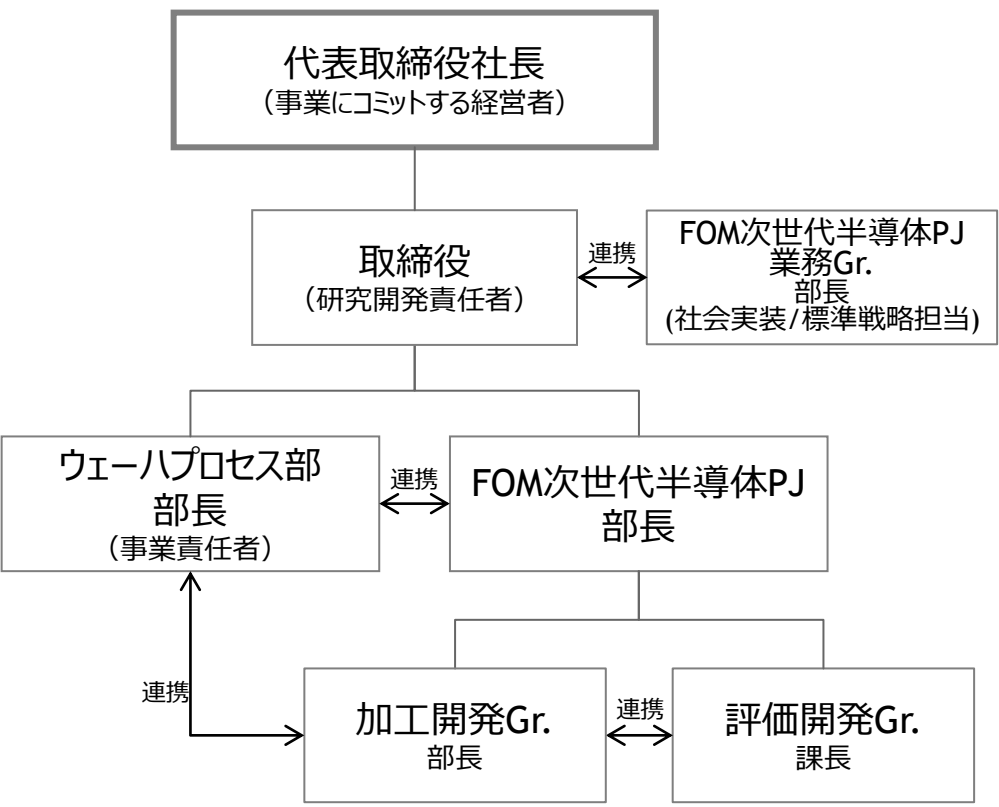 代表取締役社長
（事業にコミットする経営者）
取締役
（研究開発責任者）
連携
FOM次世代半導体PJ
業務Gr.
部長
(社会実装/標準戦略担当)
ウェーハプロセス部
部長
（事業責任者）
連携
FOM次世代半導体PJ
部長
連携
加工開発Gr.
部長
連携
評価開発Gr.
課長